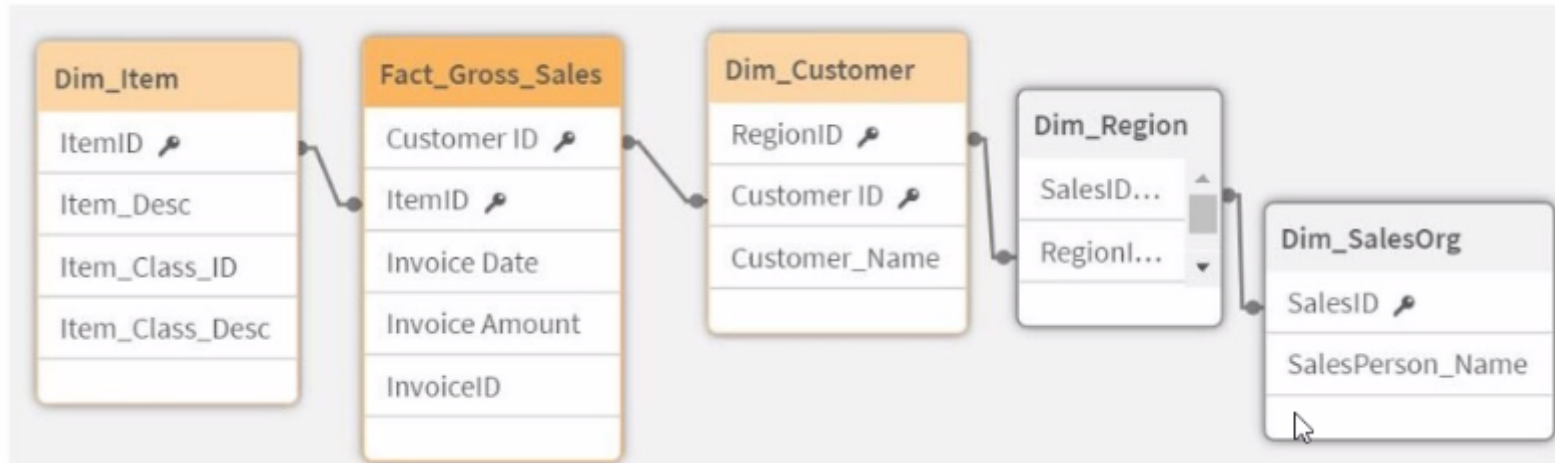 Dim_Item
ItemID
Item_Desc
Item_Class_ID
Item_Class_Desc
Fact_Gross_Sales
Customer ID
ItemID
Invoice Date
Invoice Amount
InvoiceID
Dim_Customer
RegionID
Customer ID
Customer_Name
Dim_Region
SalesID...
RegionI...
Dim_SalesOrg
SalesID
SalesPerson_Name